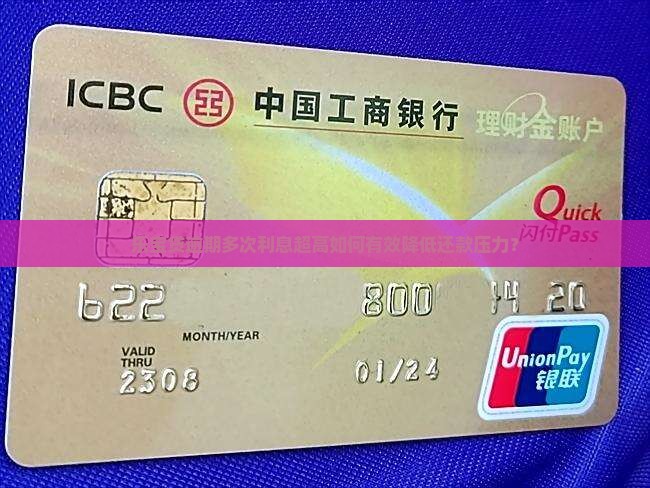 ICBC 中国工商银行 理财金账户
Quick
闪付Pass
期多次利息超高如何有效降低还款压力?
622 800 14 20
MONTH/YEAR
VALID
THRU
2308 01/24
UnionPay
银联